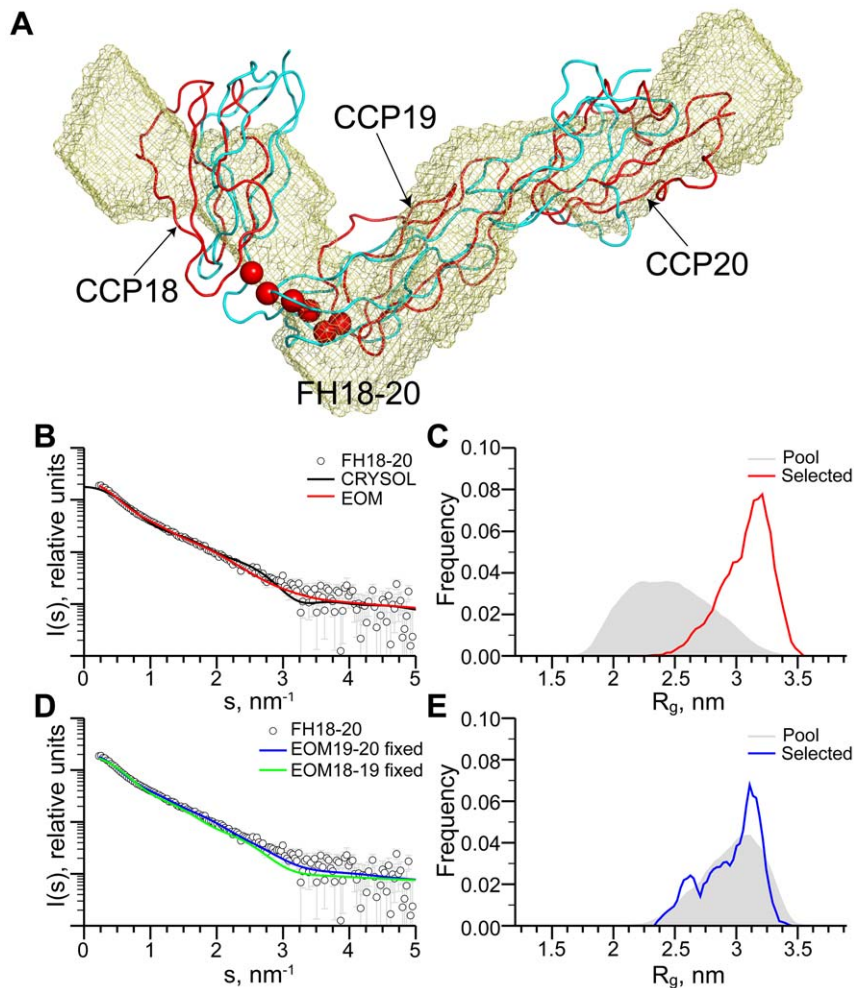 A
CCP19
CCP18
CCP20
FH18-20
B
I(s), relative units
FH18-20
CRYSOL
EOM
0 1 2 3 4 5
s, nm-1
C
Frequency
0.10
0.08
0.06
0.04
0.02
0.00
Pool
Selected
1.5 2.0 2.5 3.0 3.5
Rg, nm
D
I(s), relative units
FH18-20
EOM19-20 fixed
EOM18-19 fixed
0 1 2 3 4 5
s, nm-1
E
Frequency
0.10
0.08
0.06
0.04
0.02
0.00
Pool
Selected
1.5 2.0 2.5 3.0 3.5
Rg, nm